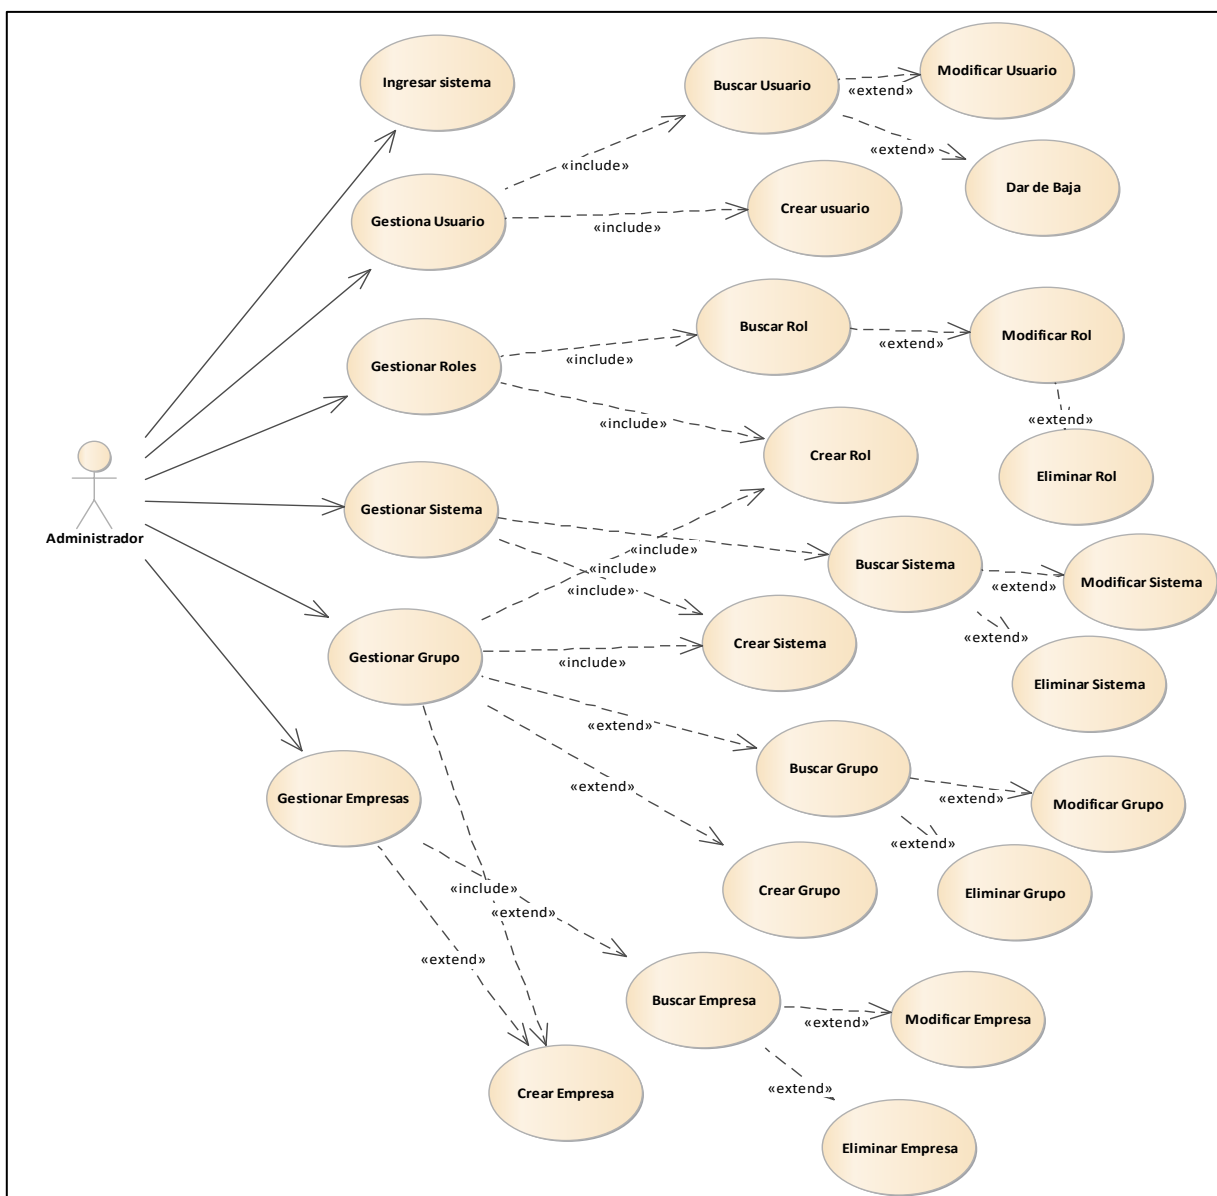 Ingresar sistema
Buscar Usuario
Modificar Usuario
«extend»
«extend»
Dar de Baja
«include»
Gestiona Usuario
Crear usuario
«include»
Buscar Rol
Modificar Rol
«extend»
«include»
Gestionar Roles
«include»
Crear Rol
«extend»
Eliminar Rol
Administrador
Gestionar Sistema
«include»
«include»
«include»
Buscar Sistema
Modificar Sistema
«extend»
«extend»
Gestionar Grupo
Crear Sistema
«include»
Eliminar Sistema
«extend»
Buscar Grupo
«extend»
Gestionar Empresas
«extend»
Modificar Grupo
«extend»
Crear Grupo
Eliminar Grupo
«include»
«extend»
«extend»
Buscar Empresa
Modificar Empresa
«extend»
Crear Empresa
«extend»
Eliminar Empresa